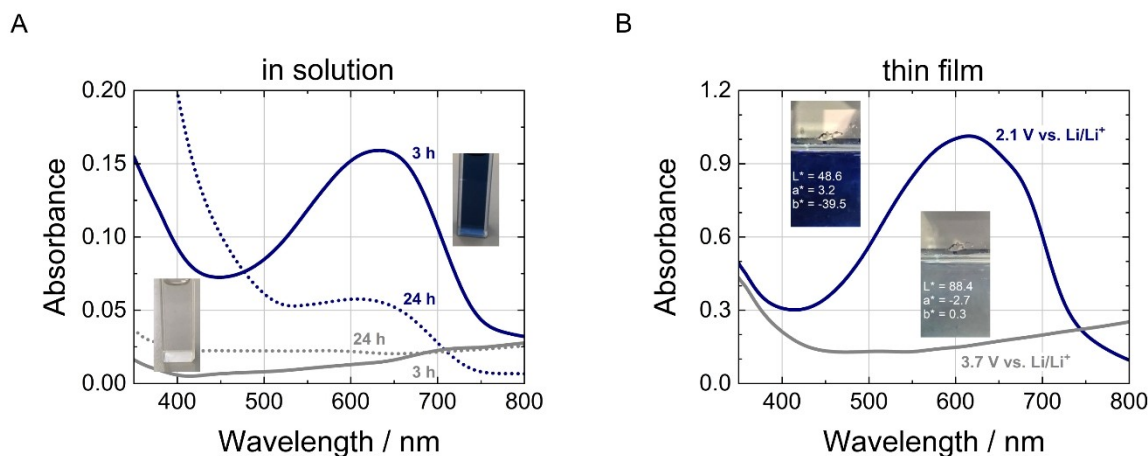 A
in solution
Absorbance
0.20
0.15
0.10
0.05
0.00
3 h
24 h
24 h
3 h
400 500 600 700 800
Wavelength / nm
B
thin film
Absorbance
1.2
1.0
0.6
0.3
0.0
2.1 V vs. Li/Li⁺
L* = 48.6
a* = 3.2
b* = -39.5
L* = 88.4
a* = -2.7
b* = 0.3
3.7 V vs. Li/Li⁺
400 500 600 700 800
Wavelength / nm